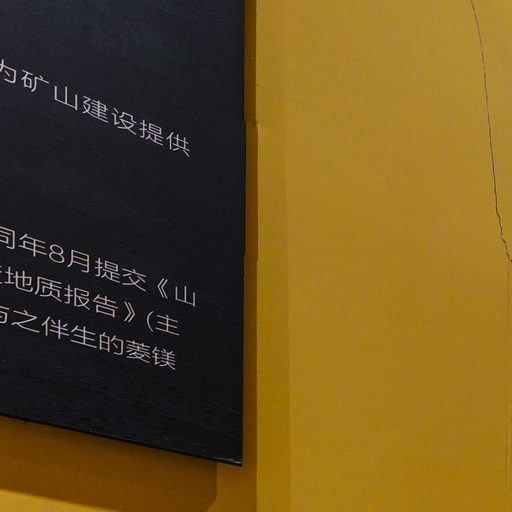 为矿山建设提供
同年8月提交《山
地质报告》(主
与之伴生的菱镁